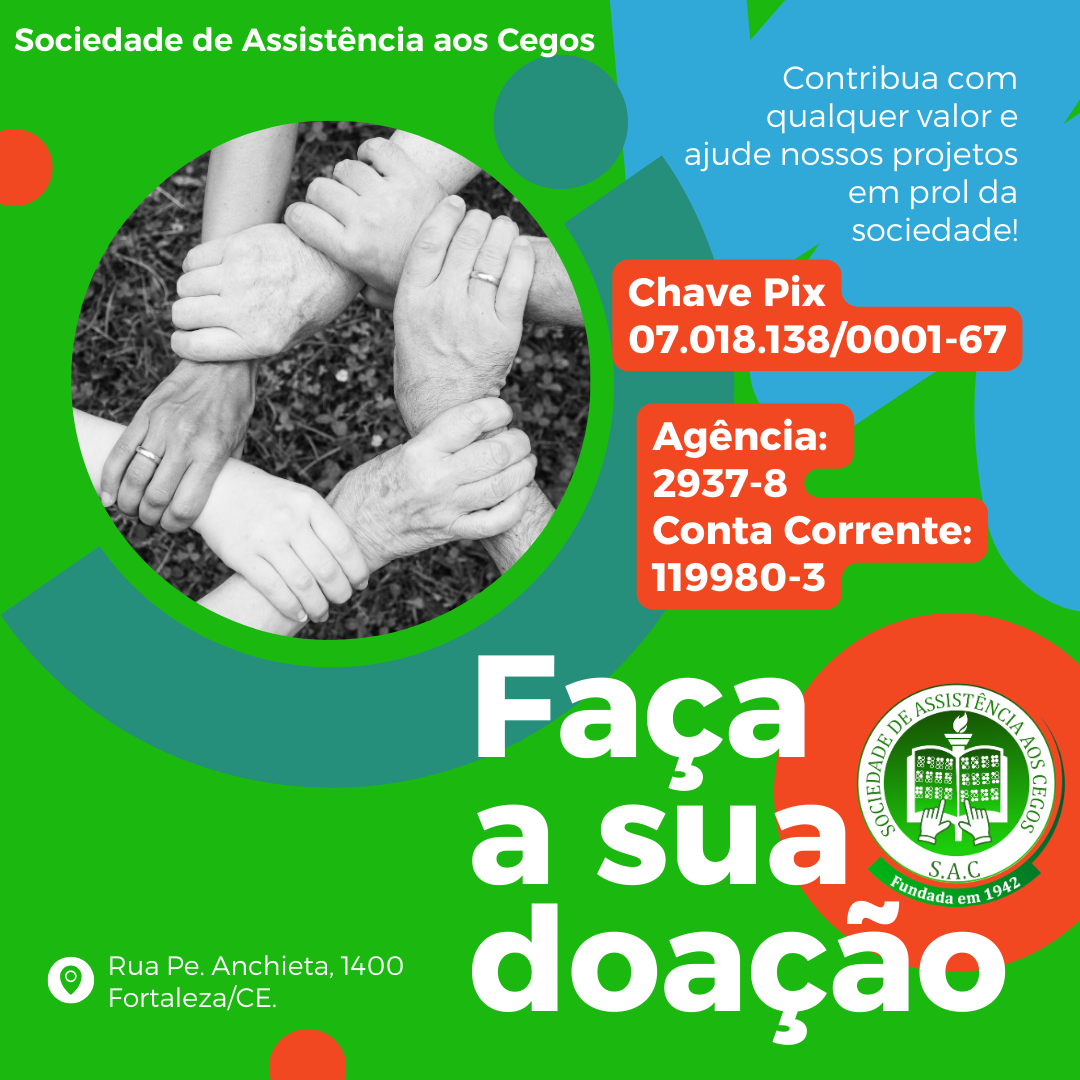 Sociedade de Assistência aos Cegos
Contribua com
qualquer valor e
ajude nossos projetos
em prol da
sociedade!
Chave Pix
07.018.138/0001-67
Agência:
2937-8
Conta Corrente:
119980-3
Faça
a sua
doação
SOCIEDADE DE ASSISTÊNCIA AOS CEGOS
S.A.C
Fundada em 1942
Rua Pe. Anchieta, 1400
Fortaleza/CE.